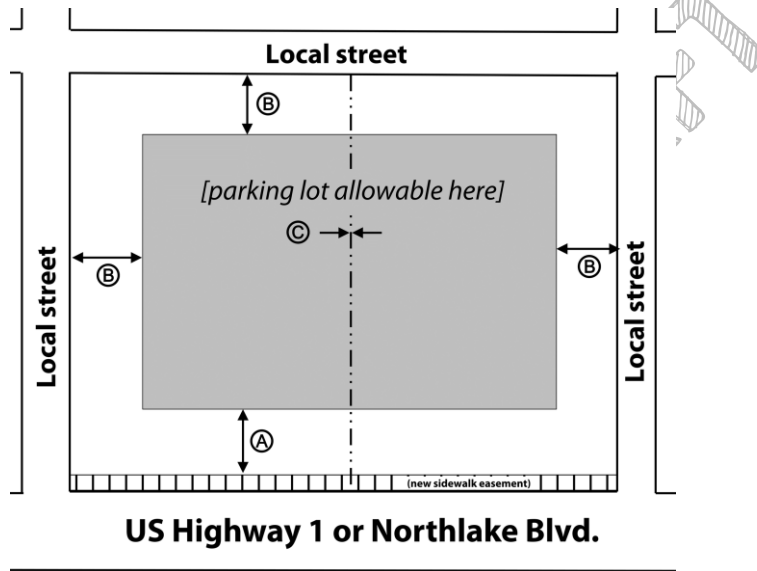 Local street
Ⓑ
[parking lot allowable here]
Ⓒ
Ⓑ
Ⓑ
Local street
Local street
Ⓐ
(new sidewalk easement)
US Highway 1 or Northlake Blvd.